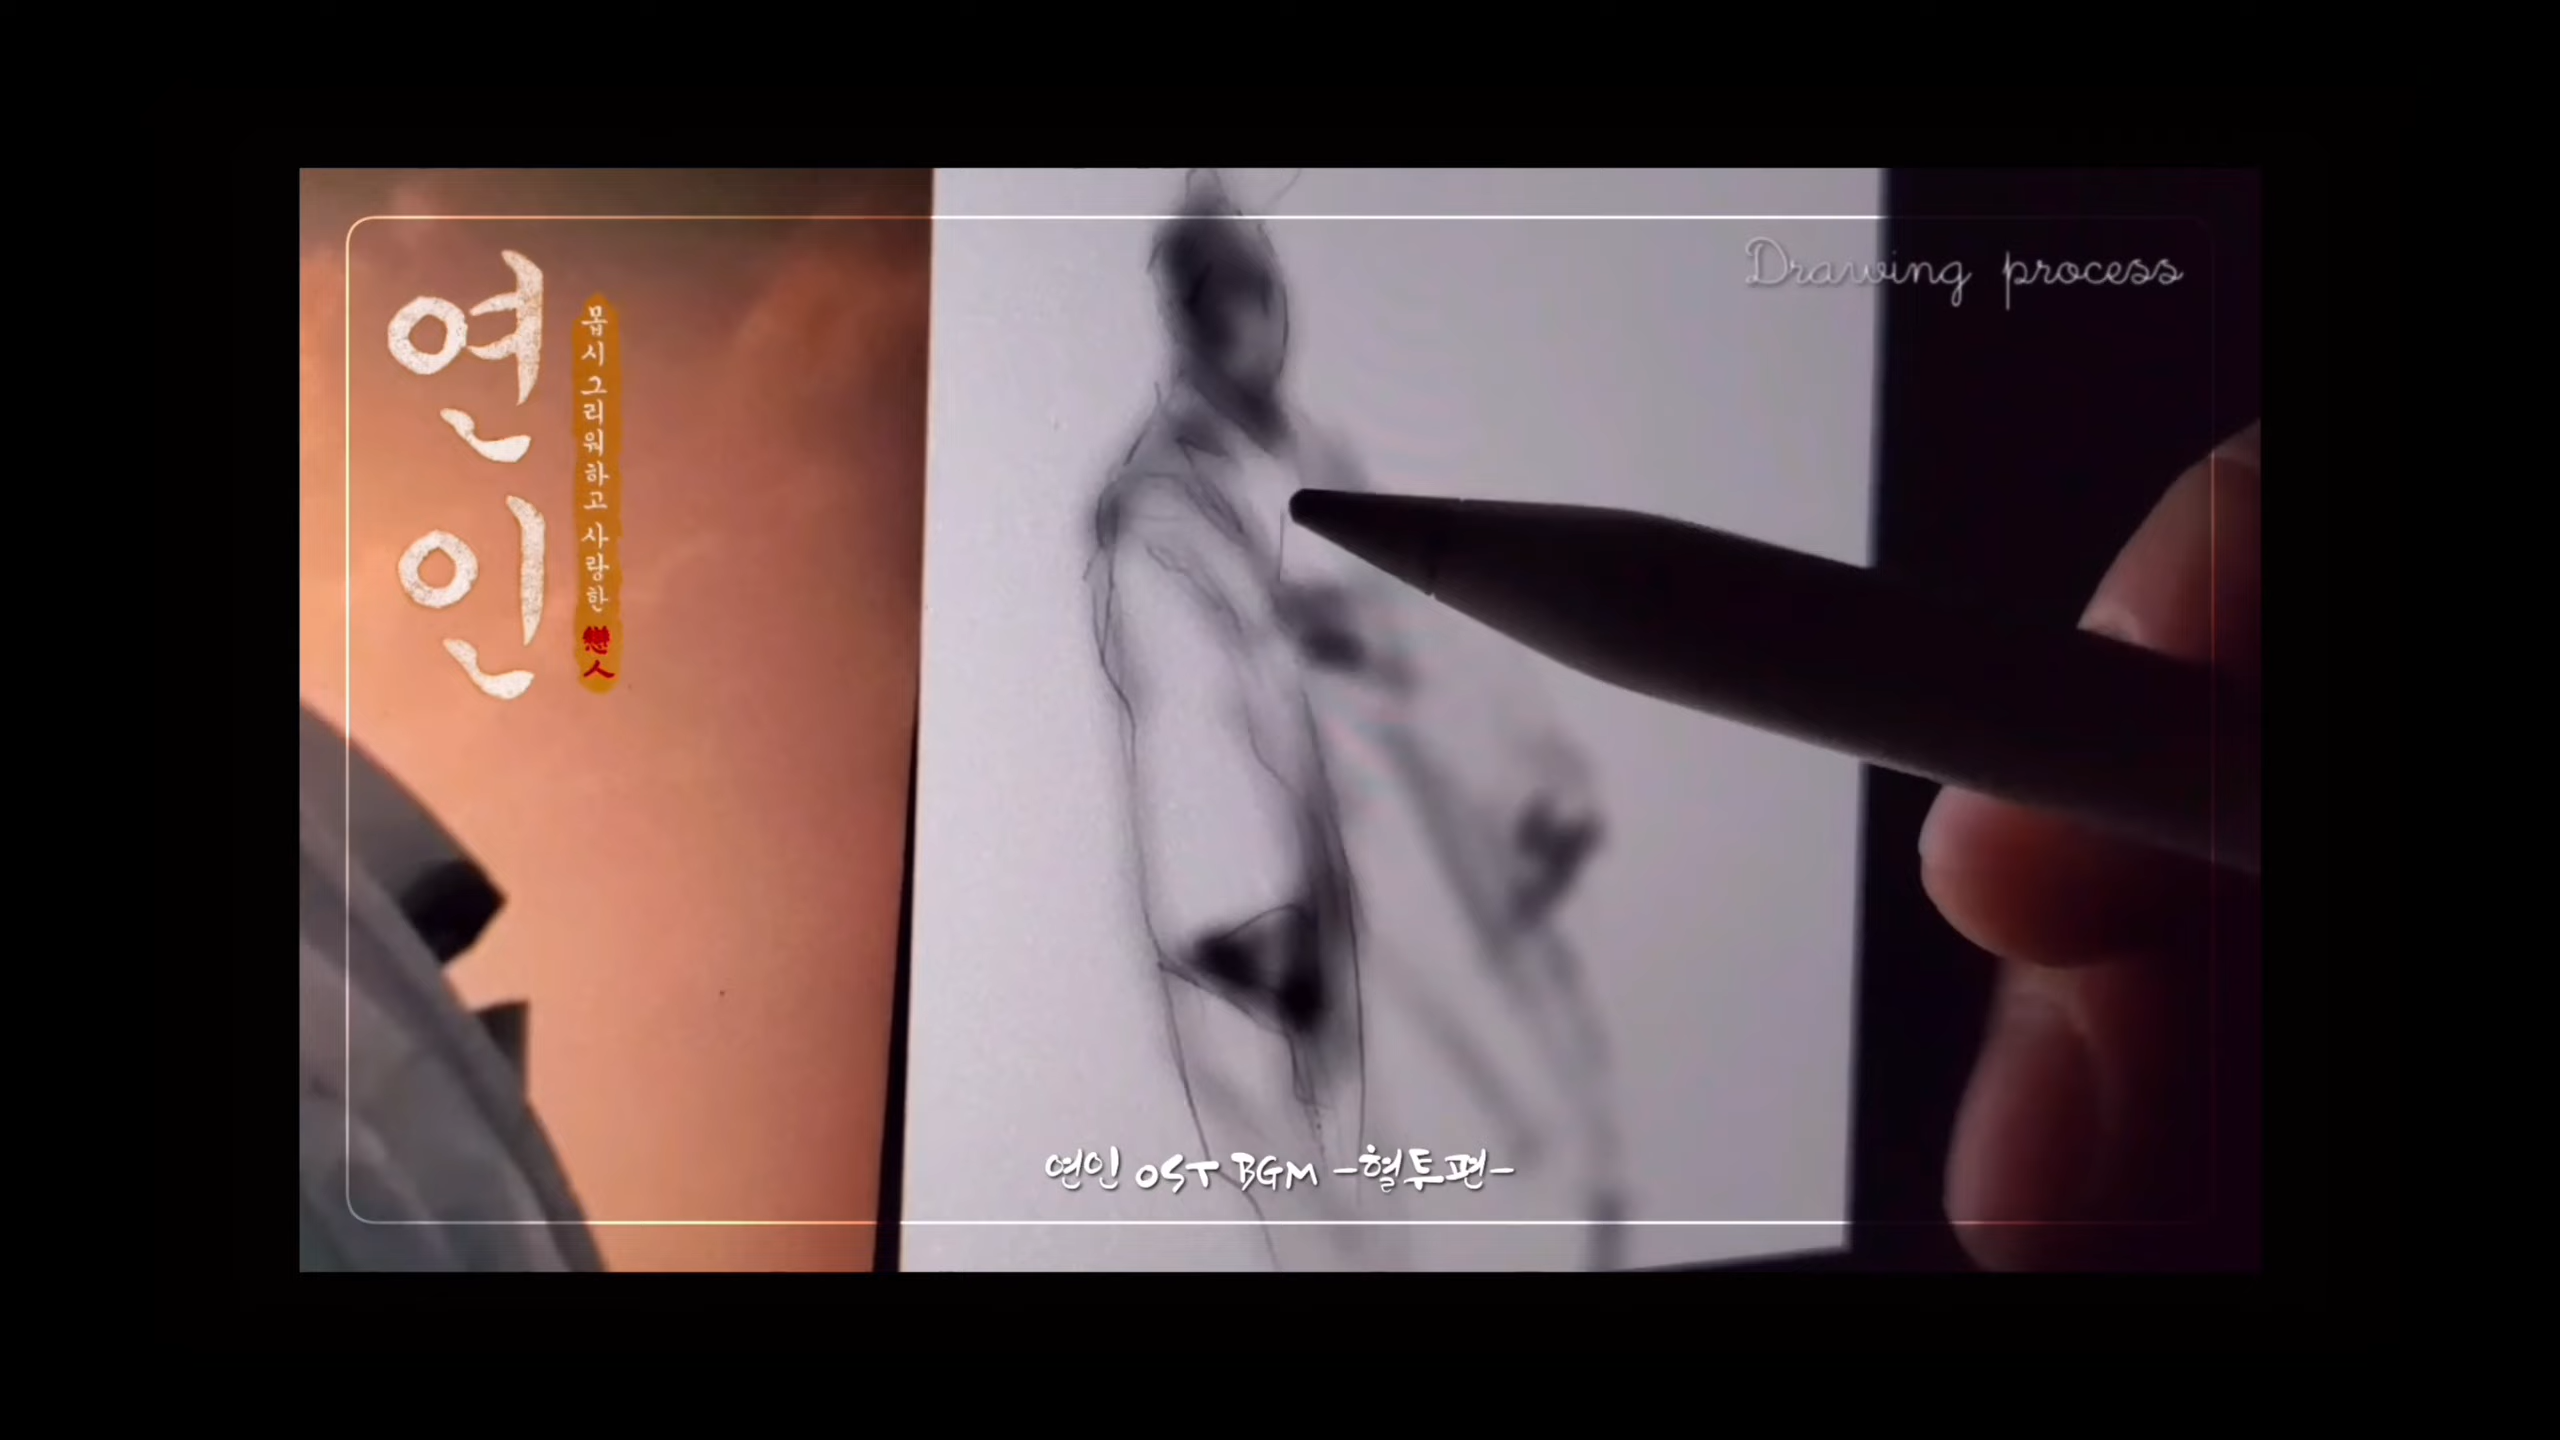 연인
몹시 그리워하고 사랑한 戀人
Drawing process
연인 OST BGM -혈투편-